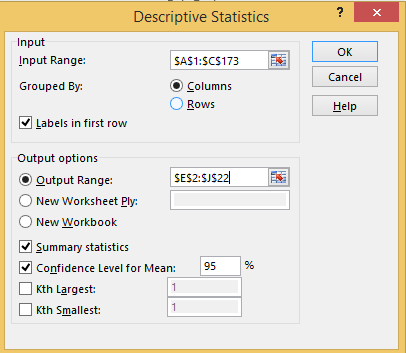 Descriptive Statistics ?
Input
Input Range: $A$1:$C$173
Grouped By: Columns
Rows
Labels in first row
OK
Cancel
Help
Output options
Output Range: $E$2:$J$22
New Worksheet Ply:
New Workbook
Summary statistics
Confidence Level for Mean: 95 %
Kth Largest: 1
Kth Smallest: 1